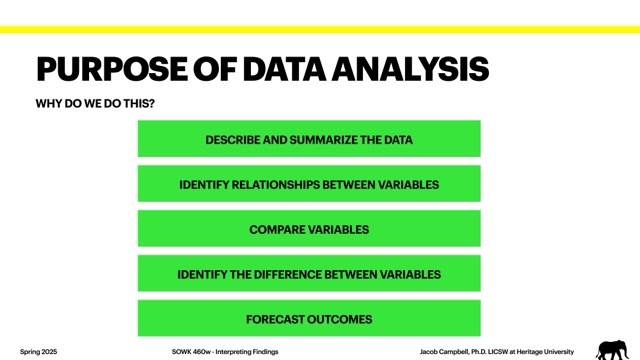 PURPOSE OF DATA ANALYSIS
WHY DO WE DO THIS?
DESCRIBE AND SUMMARIZE THE DATA
IDENTIFY RELATIONSHIPS BETWEEN VARIABLES
COMPARE VARIABLES
IDENTIFY THE DIFFERENCE BETWEEN VARIABLES
FORECAST OUTCOMES
Spring 2025
SOWK 460w - Interpreting Findings
Jacob Campbell, Ph.D. LICSW at Heritage University